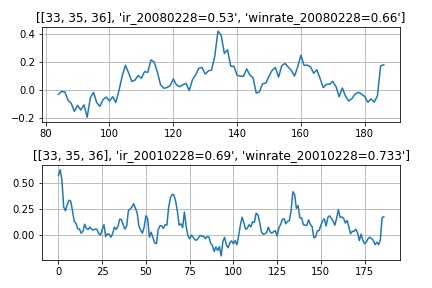 [[33, 35, 36], 'ir_20080228=0.53', 'winrate_20080228=0.66']
0.4
0.2
0.0
−0.2
80 100 120 140 160 180
[[33, 35, 36], 'ir_20010228=0.69', 'winrate_20010228=0.733']
0.50
0.25
0.00
0 25 50 75 100 125 150 175